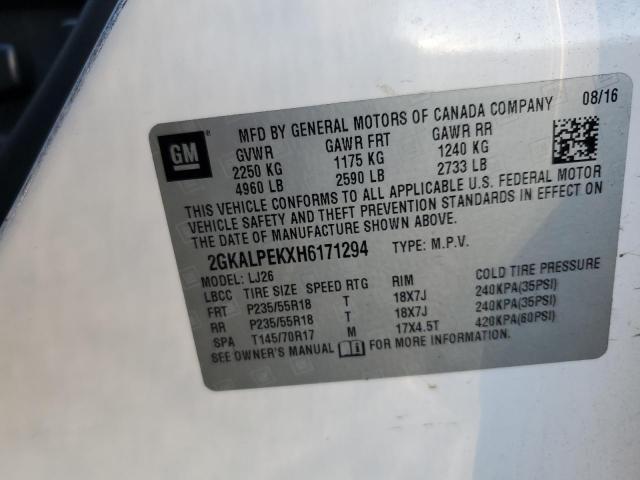 GM
MFD BY GENERAL MOTORS OF CANADA COMPANY 08/16
GVWR GAWR FRT GAWR RR
2250 KG 1175 KG 1240 KG
4960 LB 2590 LB 2733 LB
THIS VEHICLE CONFORMS TO ALL APPLICABLE U.S. FEDERAL MOTOR
VEHICLE SAFETY AND THEFT PREVENTION STANDARDS IN EFFECT ON
THE DATE OF MANUFACTURE SHOWN ABOVE.
2GKALPEKXH6171294 TYPE: M.P.V.
MODEL: LJ26
LBCC TIRE SIZE SPEED RTG RIM COLD TIRE PRESSURE
FRT P235/55R18 T 18X7J 240KPA(35PSI)
RR P235/55R18 T 18X7J 240KPA(35PSI)
SPA T145/70R17 M 17X4.5T 420KPA(60PSI)
SEE OWNER'S MANUAL FOR MORE INFORMATION.